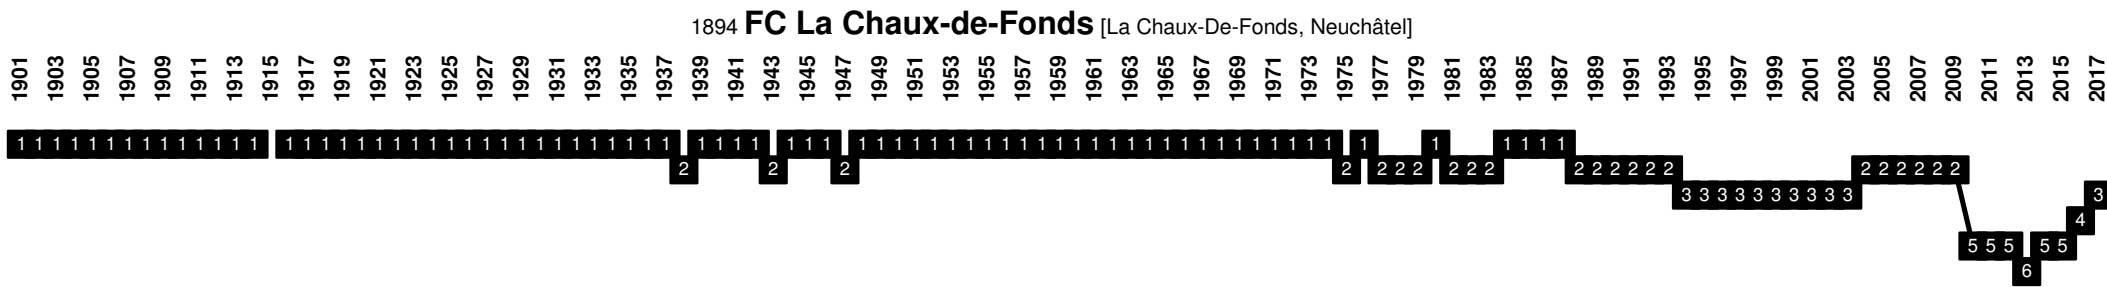 1894 FC La Chaux-de-Fonds [La Chaux-De-Fonds, Neuchâtel]
1901 1903 1905 1907 1909 1911 1913 1915 1917 1919 1921 1923 1925 1927 1929 1931 1933 1935 1937 1939 1941 1943 1945 1947 1949 1951 1953 1955 1957 1959 1961 1963 1965 1967 1969 1971 1973 1975 1977 1979 1981 1983 1985 1987 1989 1991 1993 1995 1997 1999 2001 2003 2005 2007 2009 2011 2013 2015 2017
1 1 1 1 1 1 1 1 1 1 1 1 1 1 1 1 1 1 1 1 1 1 1 1 1 1 1 1 1 1 1 1 1 1 1 1 1 1 1 1 1 1 1 1 1 1 1 1 1 1 1 1 1 1 1 1 1 1 1 1 1 1 1 1 1 1 1 1 1 1 1 1 1 1 1 1
2 2 2 2 2 2 2 2 2 2 2 2 2 2 2 2 2 2 2 2 2 2
3 3 3 3 3 3 3 3 3 3 3
4
5 5 5 5 5
6